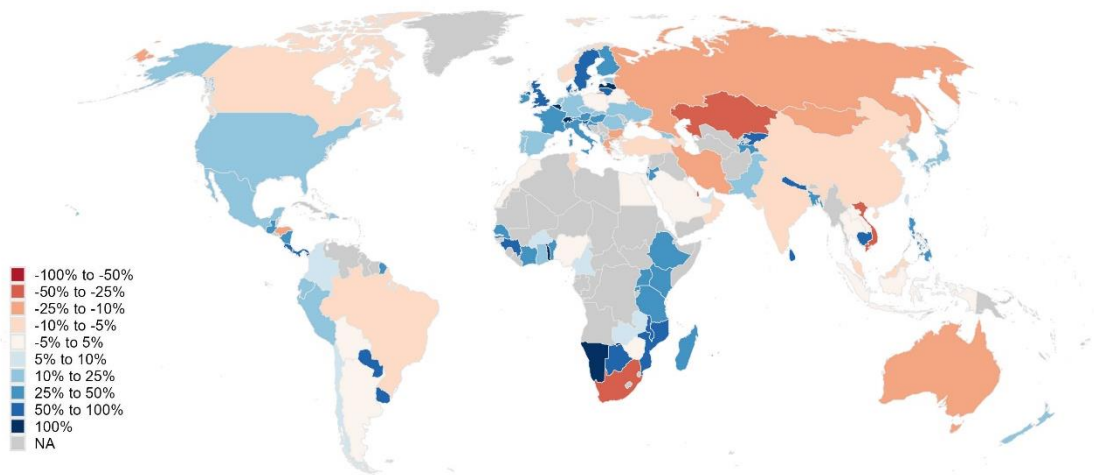 -100% to -50%
-50% to -25%
-25% to -10%
-10% to -5%
-5% to 5%
5% to 10%
10% to 25%
25% to 50%
50% to 100%
100%
NA